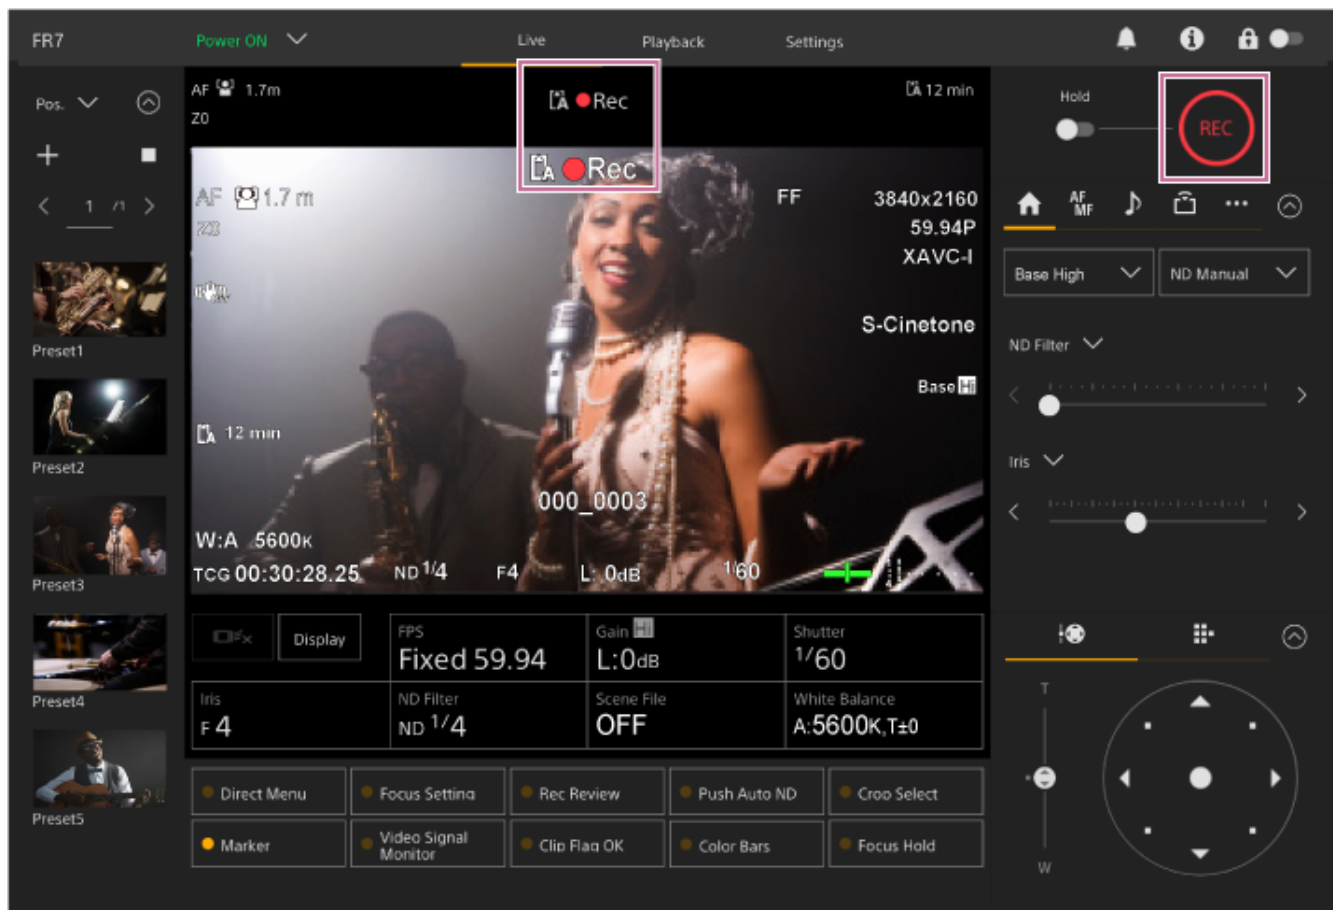 FR7
Power ON
Live
Playback
Settings
Pos.
1 /1
Preset1
Preset2
Preset3
Preset4
Preset5
AF 1.7m
Z0
A Rec
A 12 min
A Rec
AF 1.7 m
Z0
FF
3840x2160
59.94P
XAVC-I
S-Cinetone
Base Hi
A 12 min
000_0003
W:A 5600K
TCG 00:30:28.25 ND 1/4 F4 L: 0dB 1/60
Display
FPS
Fixed 59.94
Gain Hi
L:0dB
Shutter
1/60
Iris
F 4
ND Filter
ND 1/4
Scene File
OFF
White Balance
A:5600K,T±0
Direct Menu
Focus Setting
Rec Review
Push Auto ND
Crop Select
Marker
Video Signal
Monitor
Clip Flag OK
Color Bars
Focus Hold
Hold
REC
AF
MF
Base High
ND Manual
ND Filter
Iris
T
W